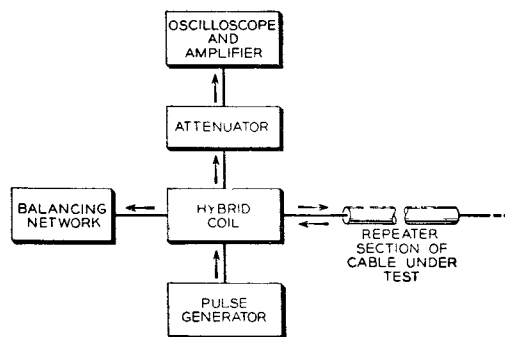 OSCILLOSCOPE
AND
AMPLIFIER
ATTENUATOR
BALANCING
NETWORK
HYBRID
COIL
REPEATER
SECTION OF
CABLE UNDER
TEST
PULSE
GENERATOR